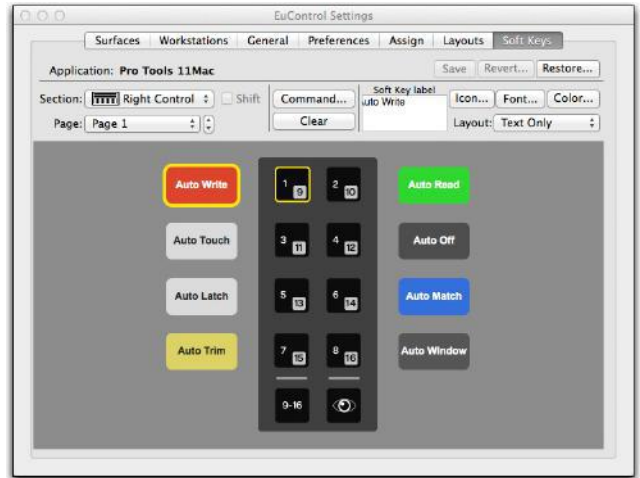 EuControl Settings
Surfaces Workstations General Preferences Assign Layouts Soft Keys
Application: Pro Tools 11Mac Save Revert... Restore...
Section: Right Control Shift Command... Soft Key label Icon... Font... Color...
uto Write
Page: Page 1 Clear Layout: Text Only
Auto Write 1 9 2 10 Auto Read
Auto Touch 3 11 4 12 Auto Off
Auto Latch 5 13 6 14 Auto Match
Auto Trim 7 15 8 16 Auto Window
9-16